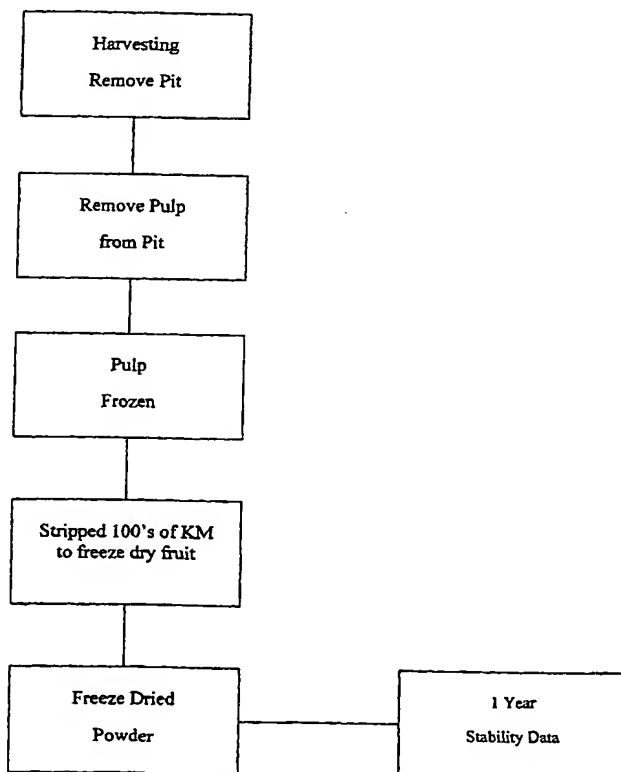 Harvesting
Remove Pit
Remove Pulp
from Pit
Pulp
Frozen
Stripped 100's of KM
to freeze dry fruit
Freeze Dried
Powder
1 Year
Stability Data